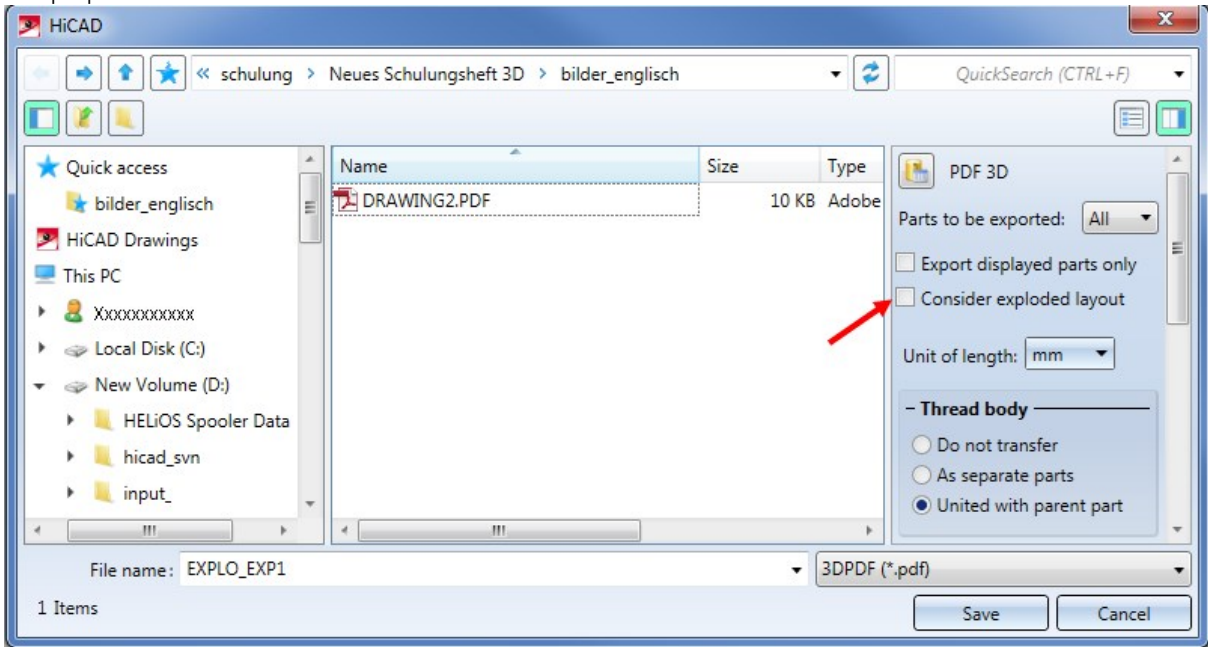 HiCAD
« schulung > Neues Schulungsheft 3D > bilder_englisch
QuickSearch (CTRL+F)
Quick access
bilder_englisch
HiCAD Drawings
This PC
Xxxxxxxxxxx
Local Disk (C:)
New Volume (D:)
HELiOS Spooler Data
hicad_svn
input_
Name Size Type
DRAWING2.PDF 10 KB Adobe
PDF 3D
Parts to be exported: All
Export displayed parts only
Consider exploded layout
Unit of length: mm
– Thread body
Do not transfer
As separate parts
United with parent part
File name: EXPLO_EXP1 3DPDF (*.pdf)
1 Items Save Cancel